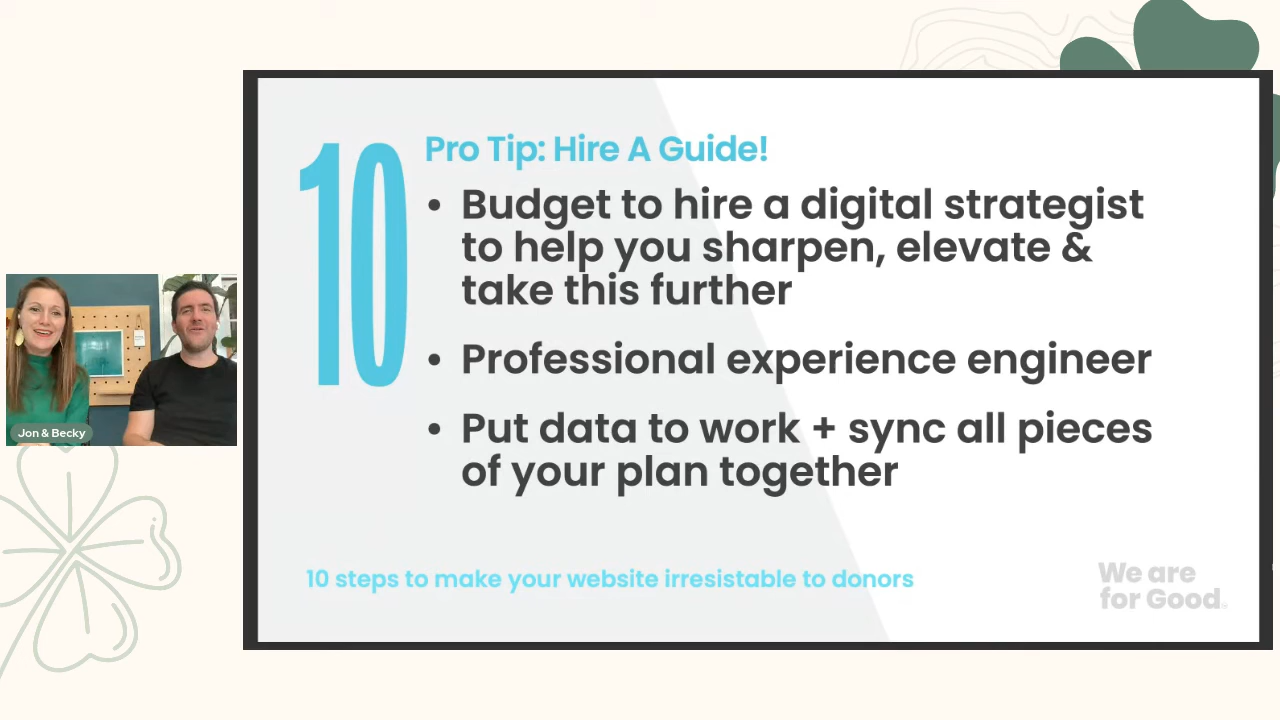 10
Pro Tip: Hire A Guide!
• Budget to hire a digital strategist
to help you sharpen, elevate &
take this further
• Professional experience engineer
• Put data to work + sync all pieces
of your plan together
Jon & Becky
10 steps to make your website irresistable to donors
We are
for Good